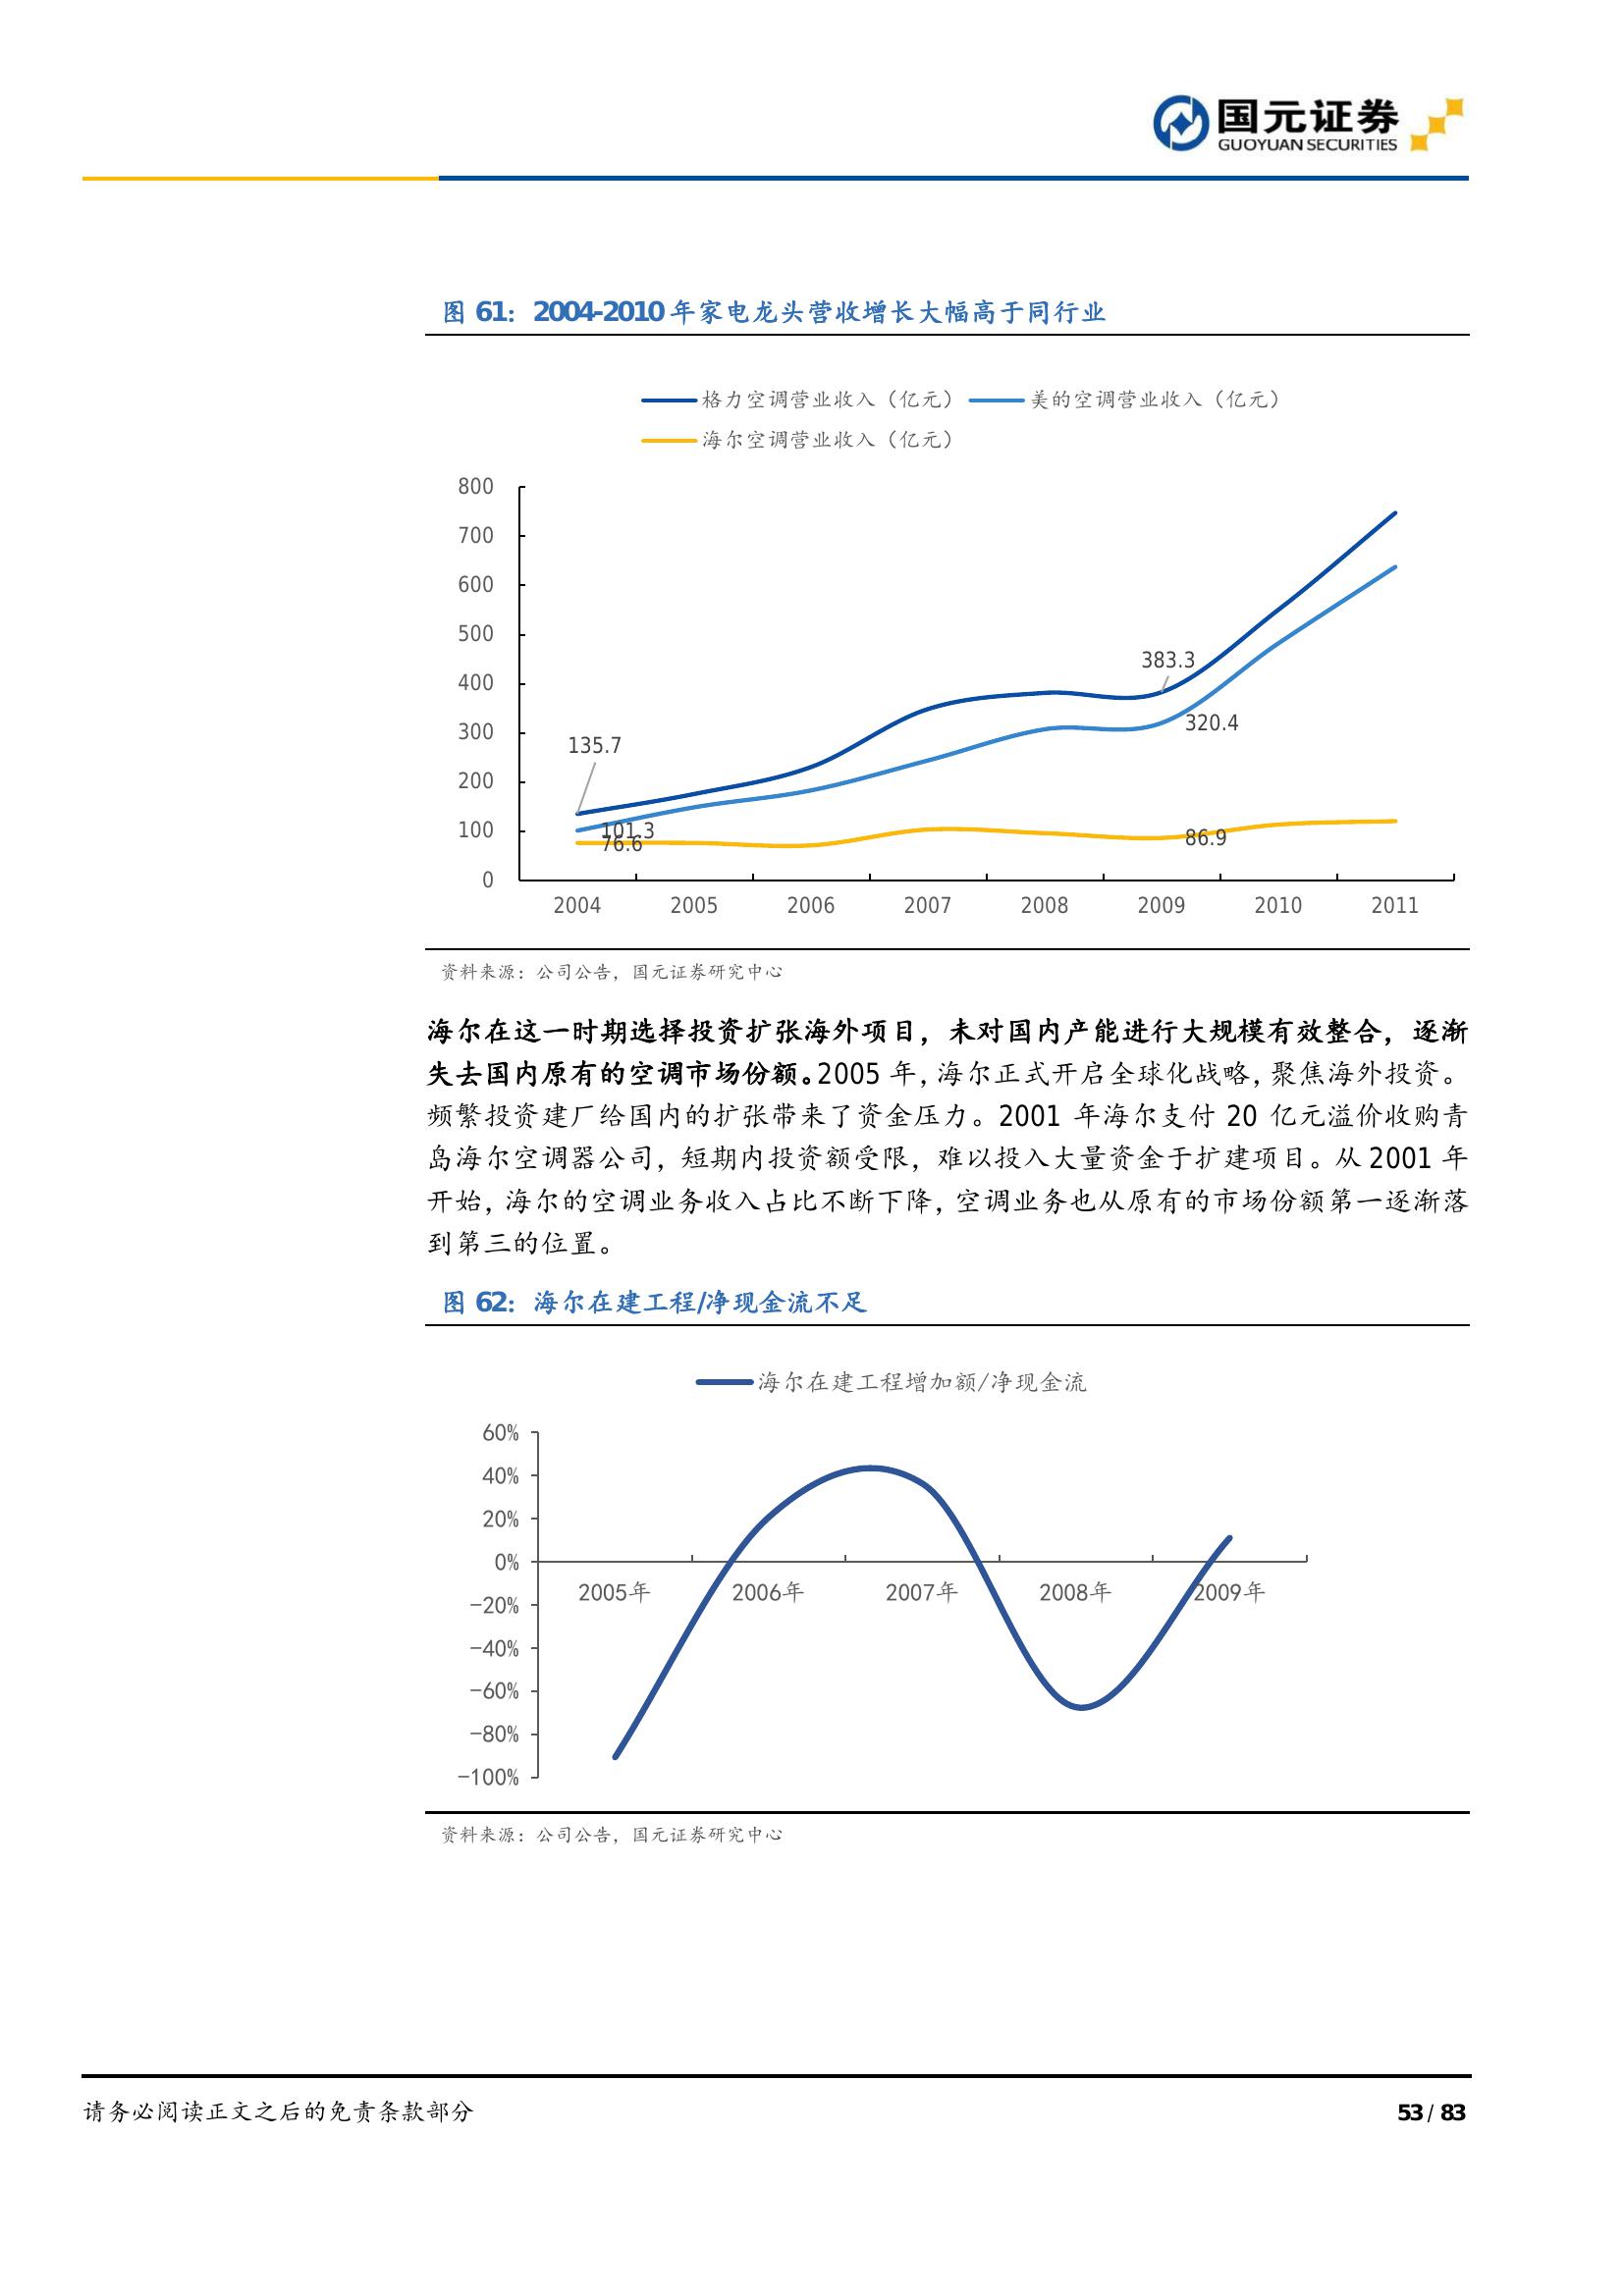 国元证券
GUOYUAN SECURITIES
图 61：2004-2010 年家电龙头营收增长大幅高于同行业
格力空调营业收入（亿元） 美的空调营业收入（亿元）
海尔空调营业收入（亿元）
800
700
600
500
400
300
200
100
0
135.7
101.3
76.6
383.3
320.4
86.9
2004 2005 2006 2007 2008 2009 2010 2011
资料来源：公司公告，国元证券研究中心
海尔在这一时期选择投资扩张海外项目，未对国内产能进行大规模有效整合，逐渐
失去国内原有的空调市场份额。2005 年，海尔正式开启全球化战略，聚焦海外投资。
频繁投资建厂给国内的扩张带来了资金压力。2001 年海尔支付 20 亿元溢价收购青
岛海尔空调器公司，短期内投资额受限，难以投入大量资金于扩建项目。从 2001 年
开始，海尔的空调业务收入占比不断下降，空调业务也从原有的市场份额第一逐渐落
到第三的位置。
图 62：海尔在建工程/净现金流不足
海尔在建工程增加额/净现金流
60%
40%
20%
0%
-20%
-40%
-60%
-80%
-100%
2005年 2006年 2007年 2008年 2009年
资料来源：公司公告，国元证券研究中心
请务必阅读正文之后的免责条款部分 53 / 83